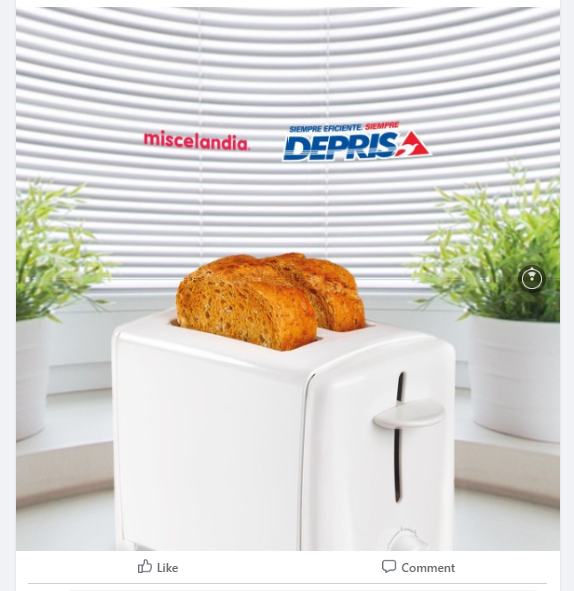 miscelandia
SIEMPRE EFICIENTE. SIEMPRE
DEPRISA
Like
Comment